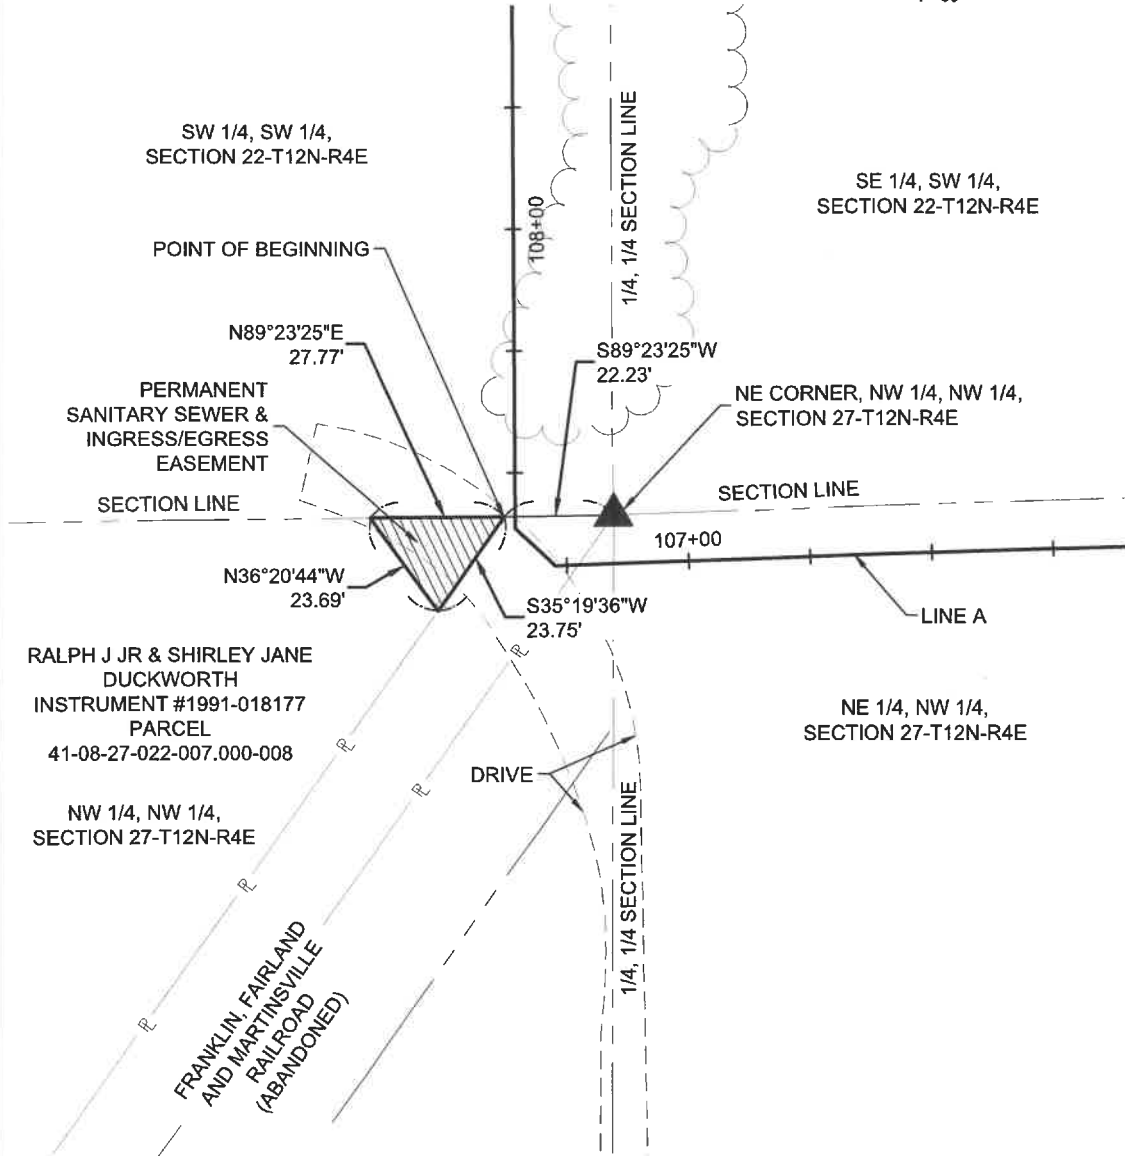 SW 1/4, SW 1/4,
SECTION 22-T12N-R4E
1/4, 1/4 SECTION LINE
SE 1/4, SW 1/4,
SECTION 22-T12N-R4E
108+00
POINT OF BEGINNING
N89°23'25"E
27.77'
S89°23'25"W
22.23'
PERMANENT
SANITARY SEWER &
INGRESS/EGRESS
EASEMENT
NE CORNER, NW 1/4, NW 1/4,
SECTION 27-T12N-R4E
SECTION LINE
SECTION LINE
107+00
N36°20'44"W
23.69'
S35°19'36"W
23.75'
LINE A
RALPH J JR & SHIRLEY JANE
DUCKWORTH
INSTRUMENT #1991-018177
PARCEL
41-08-27-022-007.000-008
NE 1/4, NW 1/4,
SECTION 27-T12N-R4E
DRIVE
NW 1/4, NW 1/4,
SECTION 27-T12N-R4E
1/4, 1/4 SECTION LINE
FRANKLIN, FAIRLAND
AND MARTINSVILLE
RAILROAD
(ABANDONED)
PL
PL
PL
PL
PL